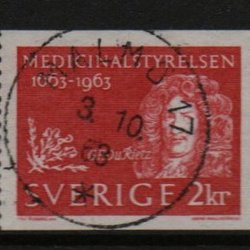 MEDICINALSTYRELSEN
1663-1963
MALMÖ
3.10.
63
SVERIGE 2kr